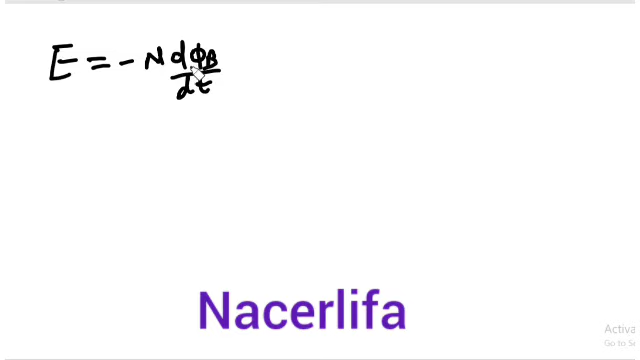 E = - N dΦB
dt
Nacerlifa
Activa
Go to Se